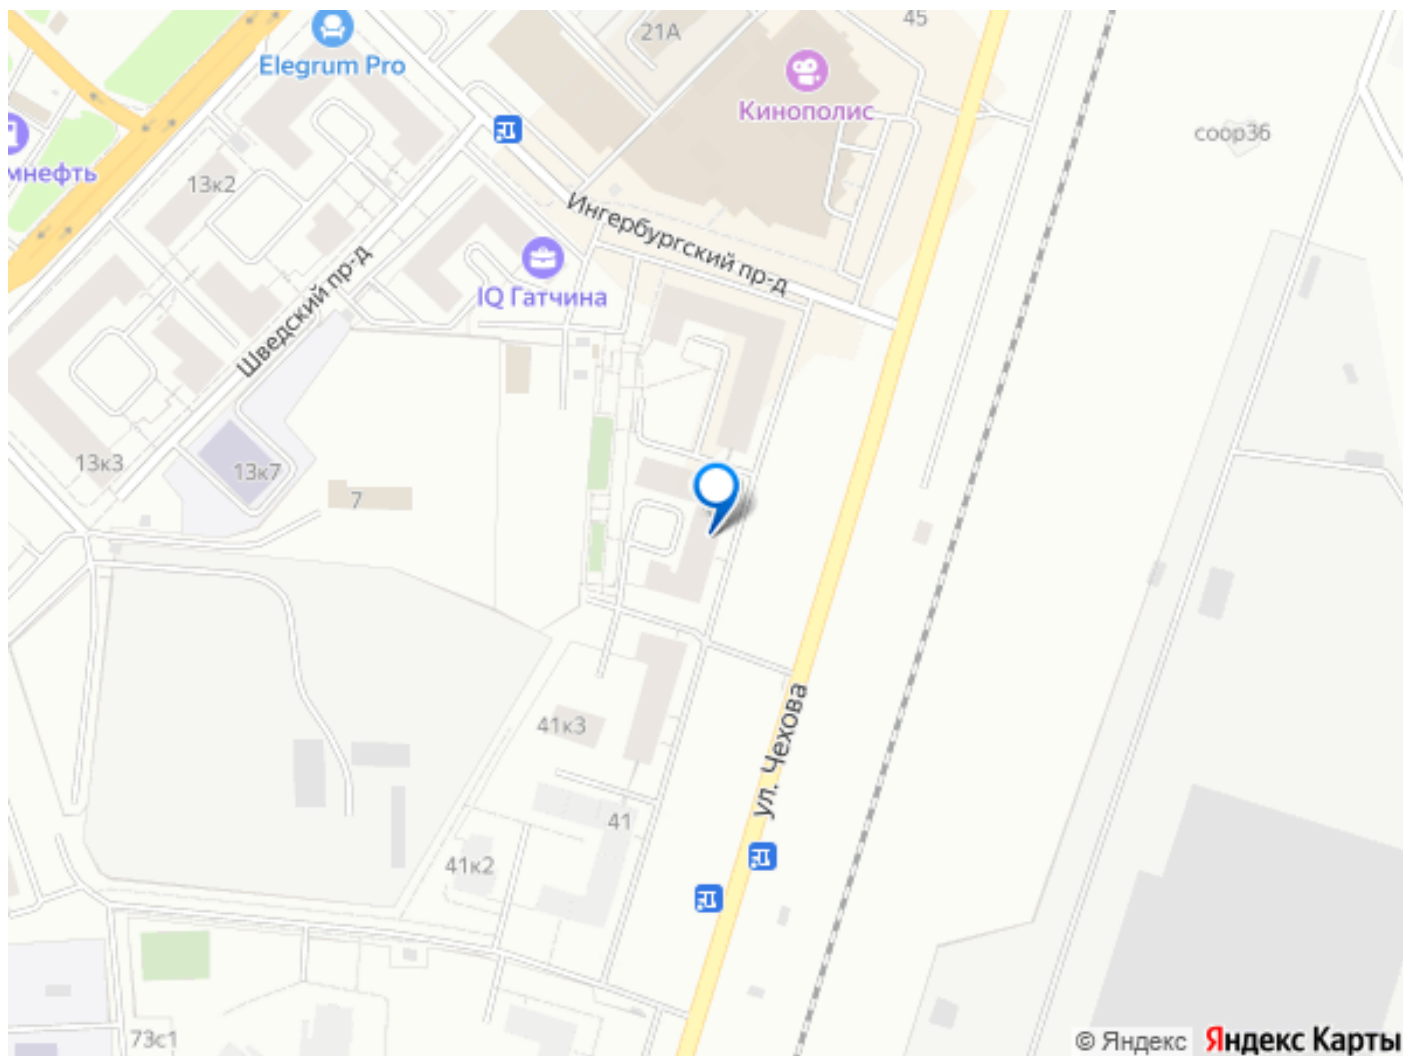 45
21А
Elegrum Pro
Кинополис
соор36
мнефть
13к2
Ингербургский пр-д
IQ Гатчина
Шведский пр-д
13к3
13к7
7
ул. Чехова
41к3
41
41к2
73с1
© Яндекс Яндекс Карты